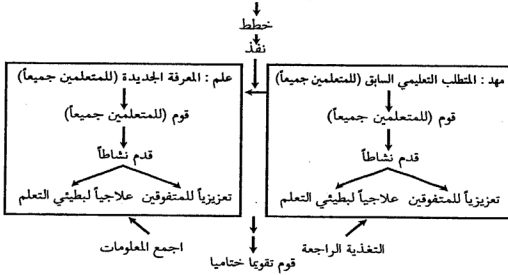 خطط
نفذ
مهد : المتطلب التعليمي السابق (للمتعلمين جميعاً)
قوم (للمتعلمين جميعاً)
قدم نشاطاً
تعزيزياً للمتفوقين علاجياً لبطيئي التعلم
علم : المعرفة الجديدة (للمتعلمين جميعاً)
قوم (للمتعلمين جميعاً)
قدم نشاطاً
تعزيزياً للمتفوقين علاجياً لبطيئي التعلم
التغذية الراجعة
اجمع المعلومات
قوم تقويما ختاميا